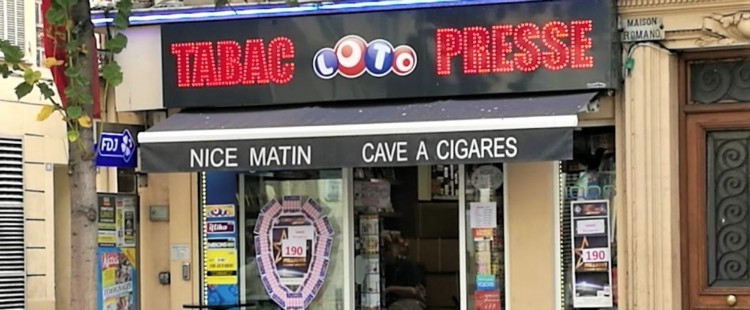 TABAC LOTO PRESSE
MAISON
ROMANO
FDJ
NICE MATIN CAVE A CIGARES
190
190